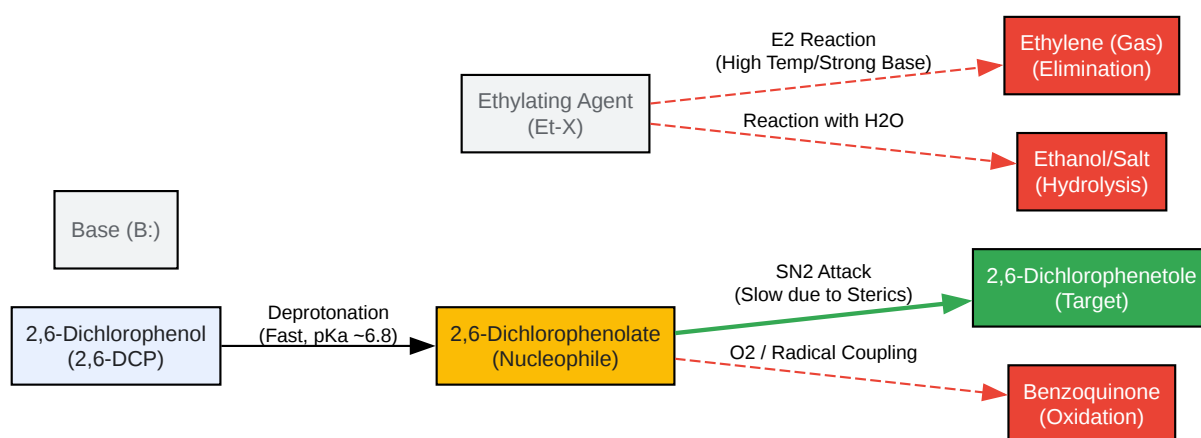 E2 Reaction
(High Temp/Strong Base)
Ethylene (Gas)
(Elimination)
Ethylating Agent
(Et-X)
Reaction with H2O
Ethanol/Salt
(Hydrolysis)
Base (B:)
2,6-Dichlorophenol
(2,6-DCP)
Deprotonation
(Fast, pKa ~6.8)
2,6-Dichlorophenolate
(Nucleophile)
SN2 Attack
(Slow due to Sterics)
2,6-Dichlorophenetole
(Target)
O2 / Radical Coupling
Benzoquinone
(Oxidation)